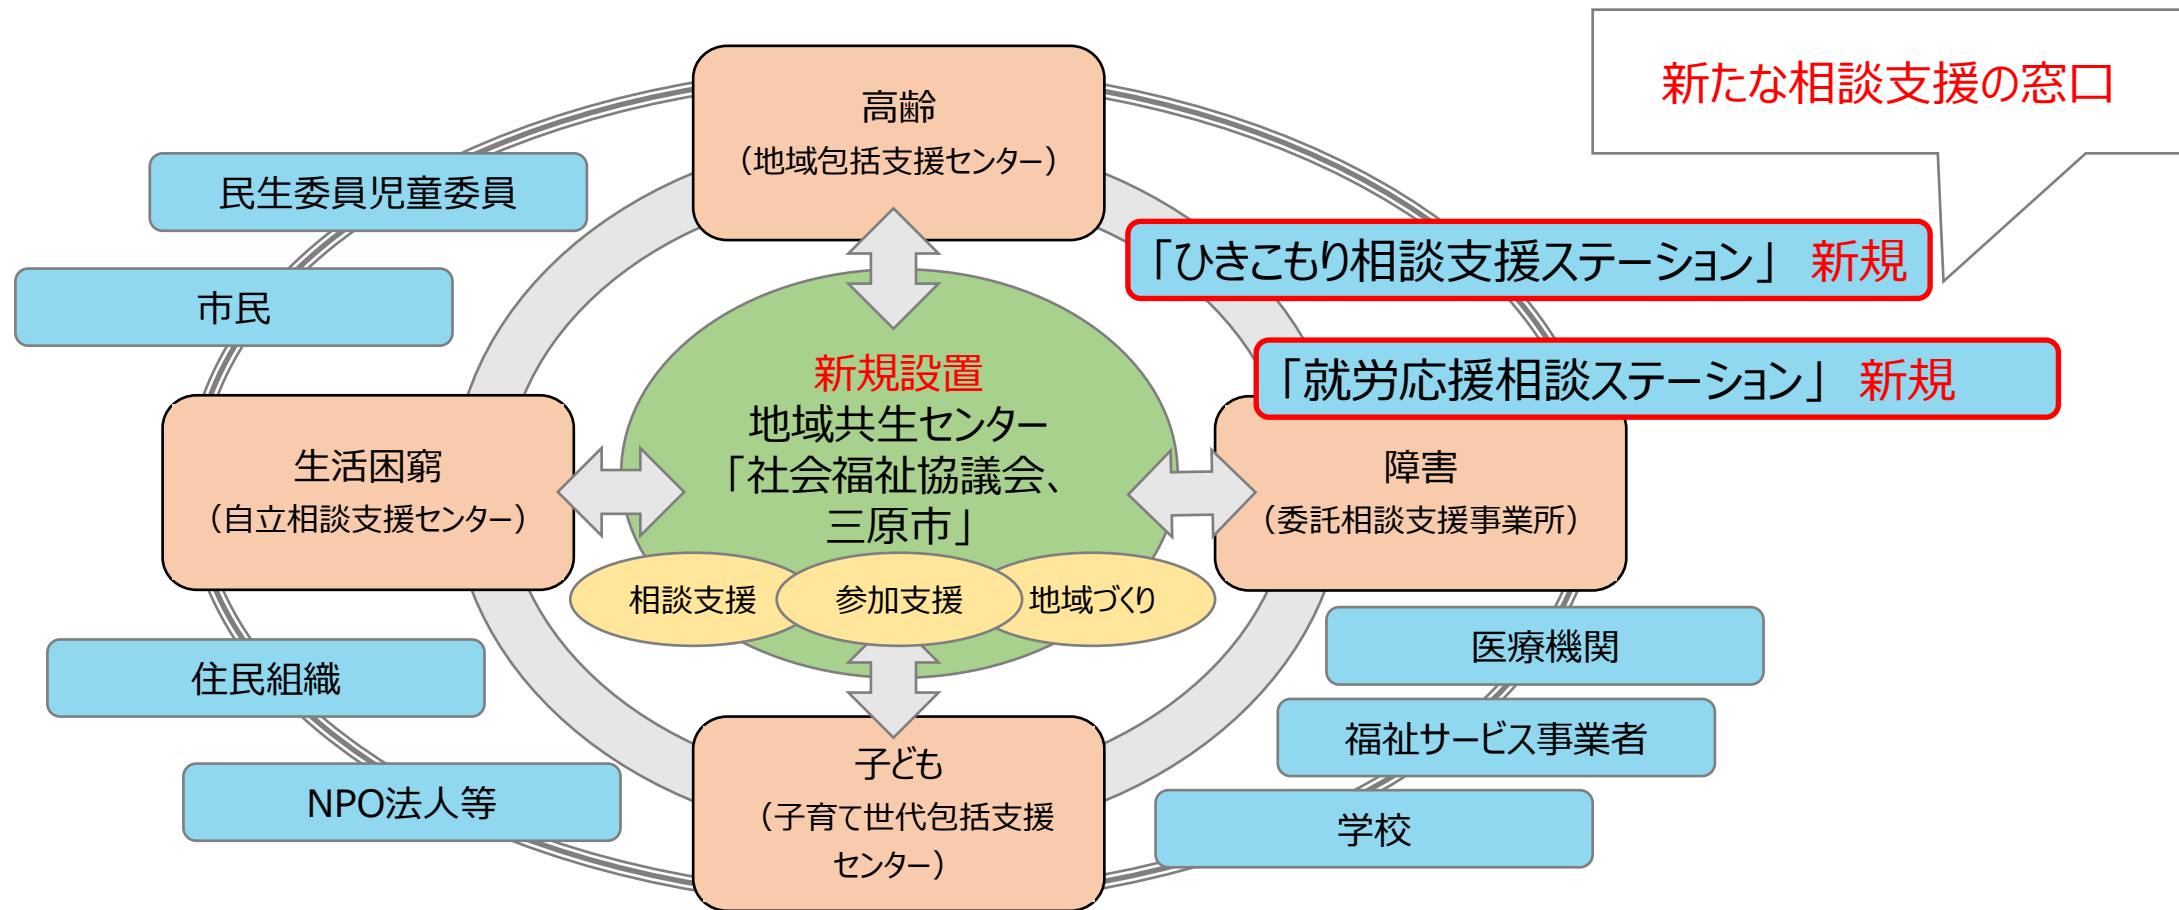 新たな相談支援の窓口
高齢
（地域包括支援センター）
民生委員児童委員
「ひきこもり相談支援ステーション」 新規
市民
「就労応援相談ステーション」 新規
新規設置
地域共生センター
「社会福祉協議会、
三原市」
生活困窮
（自立相談支援センター）
障害
（委託相談支援事業所）
相談支援
参加支援
地域づくり
住民組織
医療機関
福祉サービス事業者
NPO法人等
子ども
（子育て世代包括支援
センター）
学校